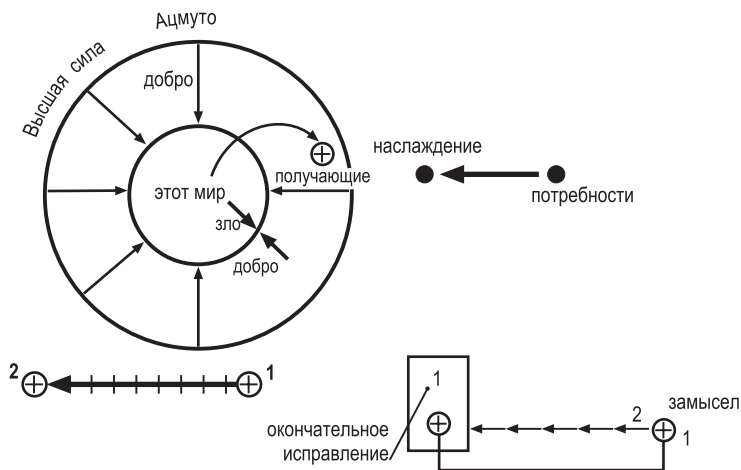 Ацмуто
Высшая сила
добро
наслаждение
получающие
этот мир
потребности
зло
добро
2
1
1
2
замысел
1
окончательное
исправление